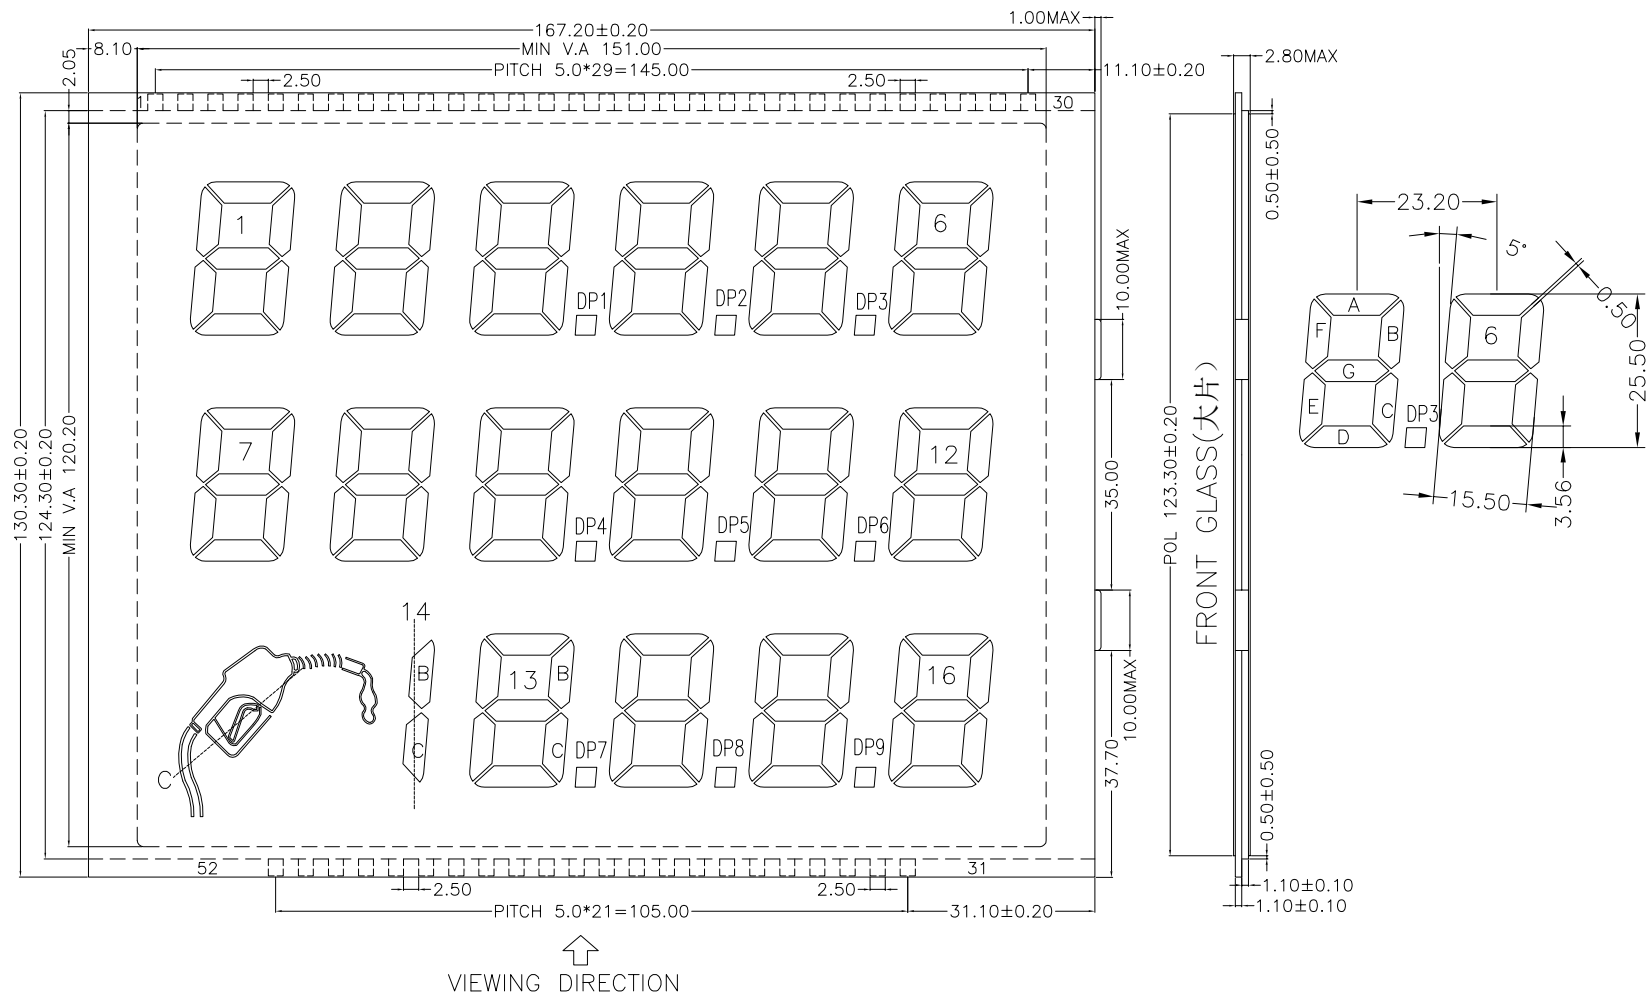 1.00MAX
167.20±0.20
2.05
8.10
MIN V.A 151.00
2.80MAX
PITCH 5.0*29=145.00
11.10±0.20
2.50
2.50
30
0.50±0.50
1
6
23.20
5°
10.00MAX
DP1
DP2
DP3
0.50
A
F
B
6
G
E
C
DP3
D
25.50
3.56
15.50
130.30±0.20
124.30±0.20
MIN V.A 120.20
7
12
35.00
POL 123.30±0.20
FRONT GLASS(大片)
DP4
DP5
DP6
14
B
13
B
16
10.00MAX
C
C
C
DP7
DP8
DP9
37.70
0.50±0.50
52
31
2.50
2.50
1.10±0.10
1.10±0.10
PITCH 5.0*21=105.00
31.10±0.20
VIEWING DIRECTION